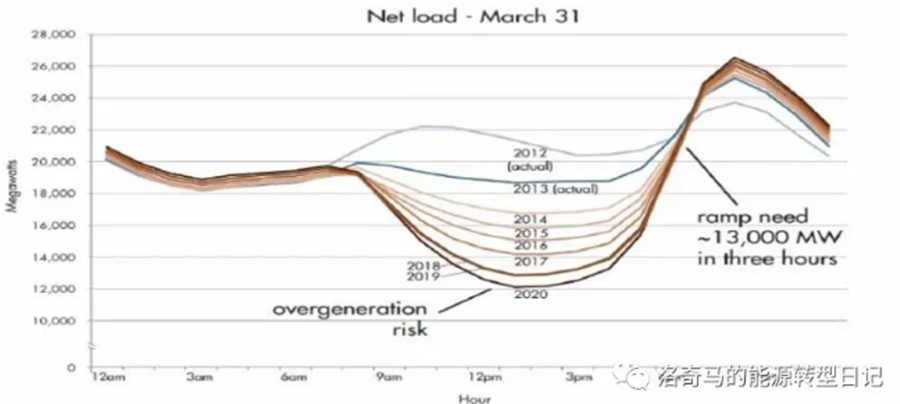 Net load - March 31
28,000
26,000
24,000
22,000
20,000
18,000
16,000
14,000
12,000
10,000
0
Megawatts
2012
(actual)
2013 (actual)
2014
2015
2016
2017
2018
2019
2020
ramp need
~13,000 MW
in three hours
overgeneration
risk
12am
3am
6am
9am
12pm
3pm
Hour
洛奇马的能源转型日记